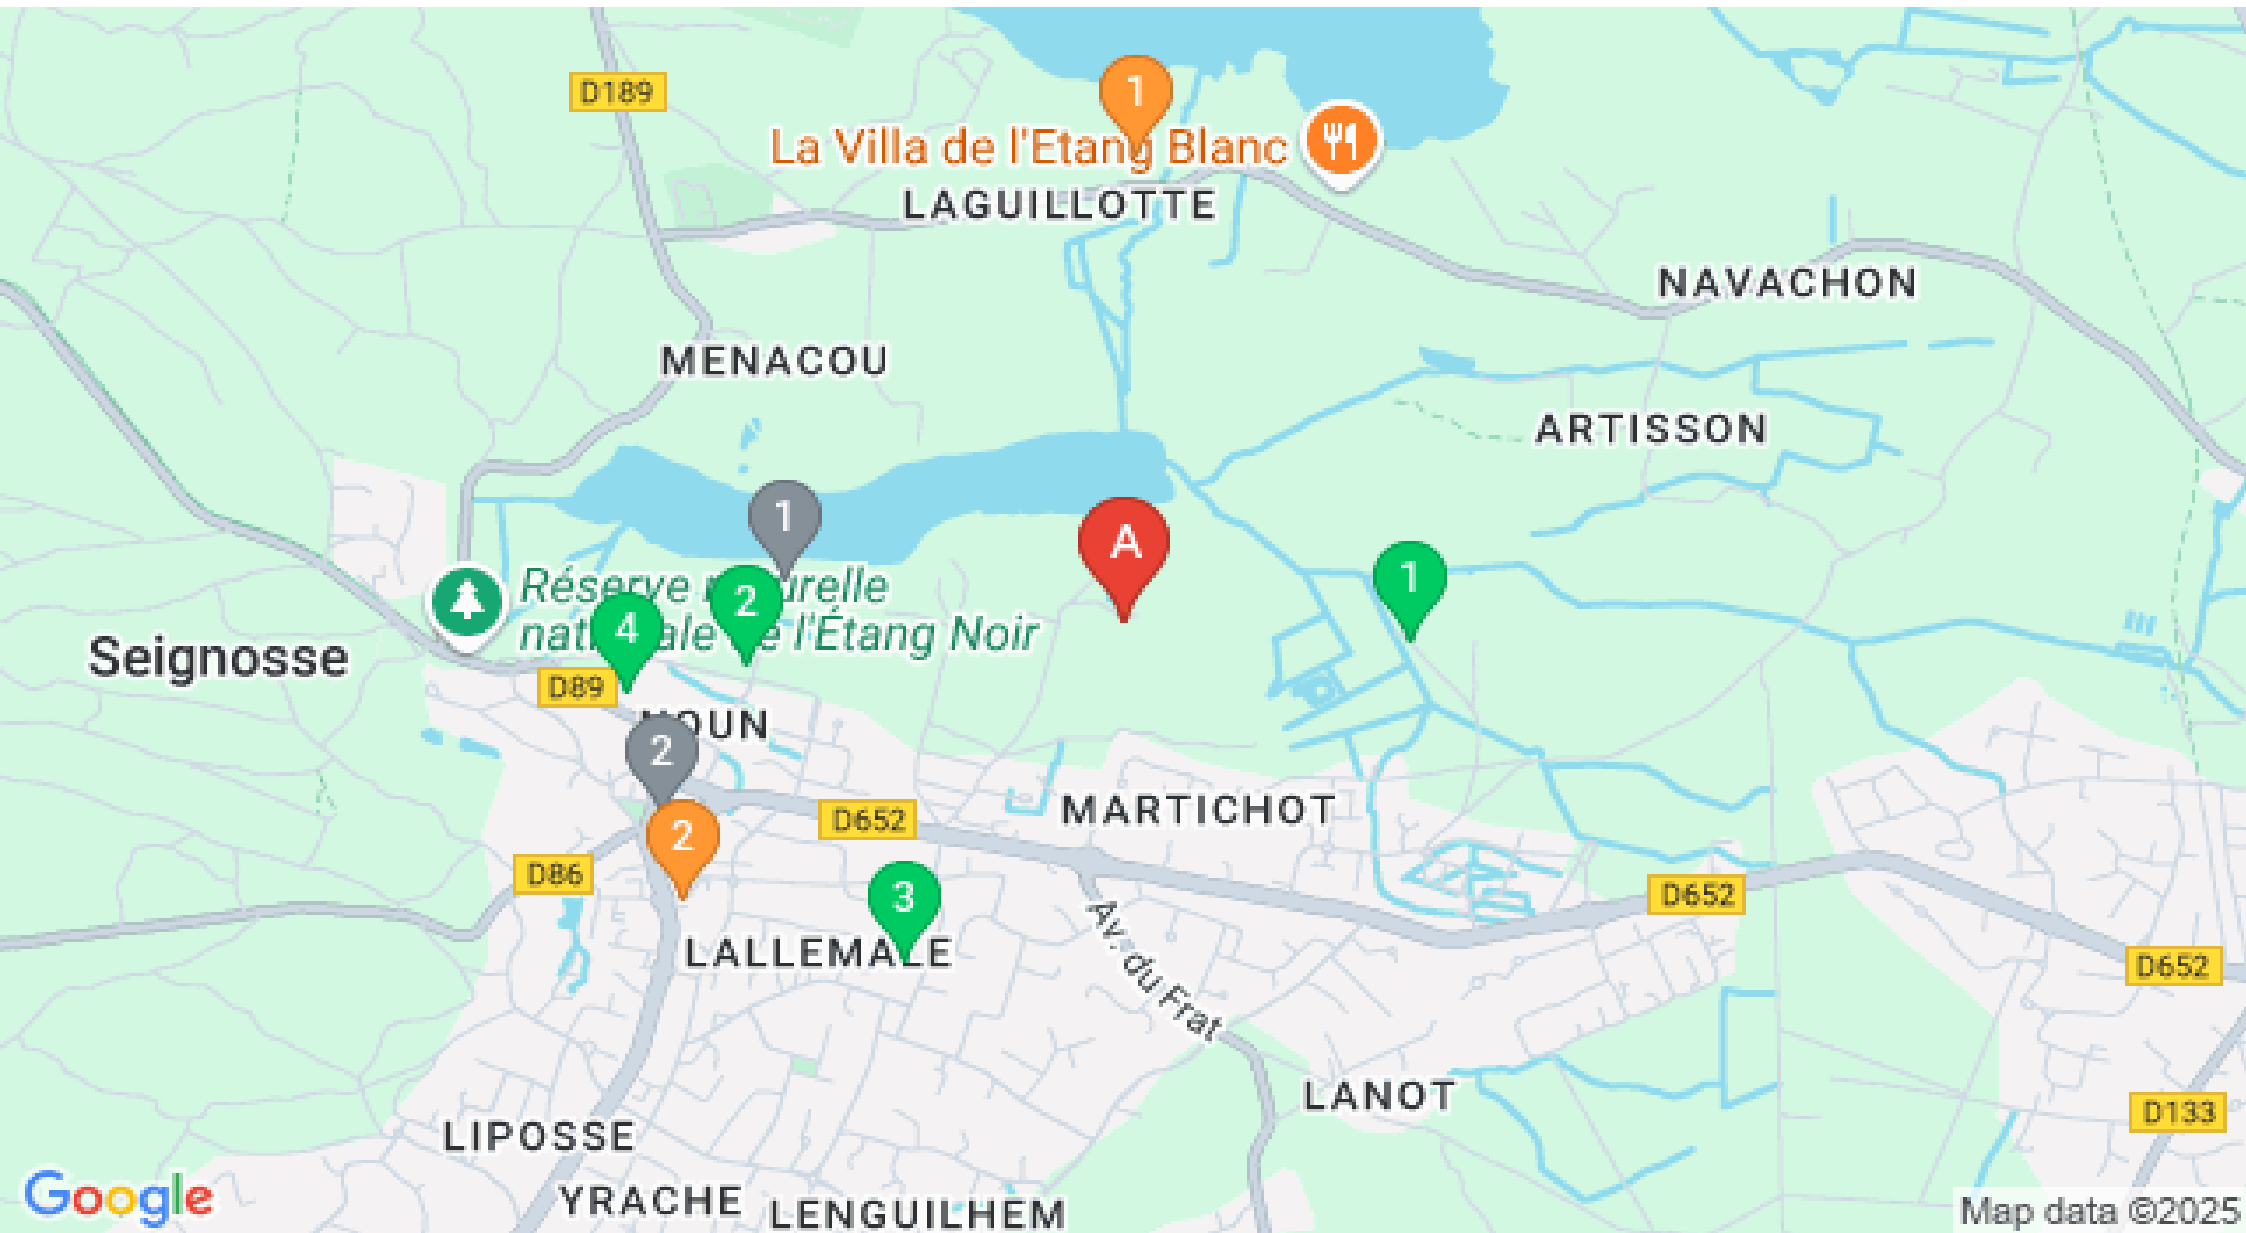 D189
1
La Villa de l'Etang Blanc
LAGUILLOTTE
NAVACHON
MENACOU
ARTISSON
1
A
1
Réserve naturelle
nationale de l'Étang Noir
2
4
Seignosse
D89
MOUN
2
D652
MARTICHOT
2
D86
3
D652
LALLEMALE
Av. du Frat
D652
LANOT
D133
LIPOSSE
YRACHE
LENGUILHEM
Google
Map data ©2025